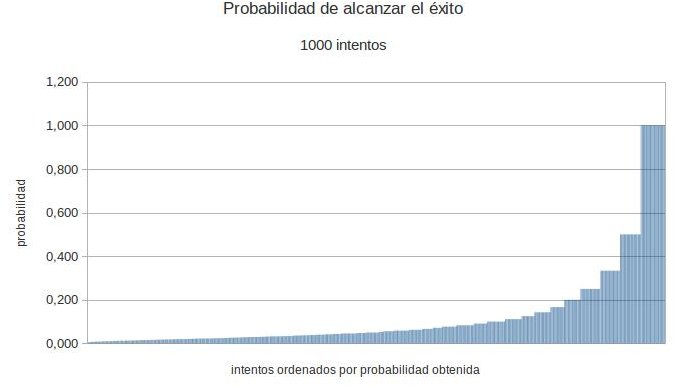 Probabilidad de alcanzar el éxito
1000 intentos
1,200
1,000
0,800
0,600
0,400
0,200
0,000
probabilidad
intentos ordenados por probabilidad obtenida